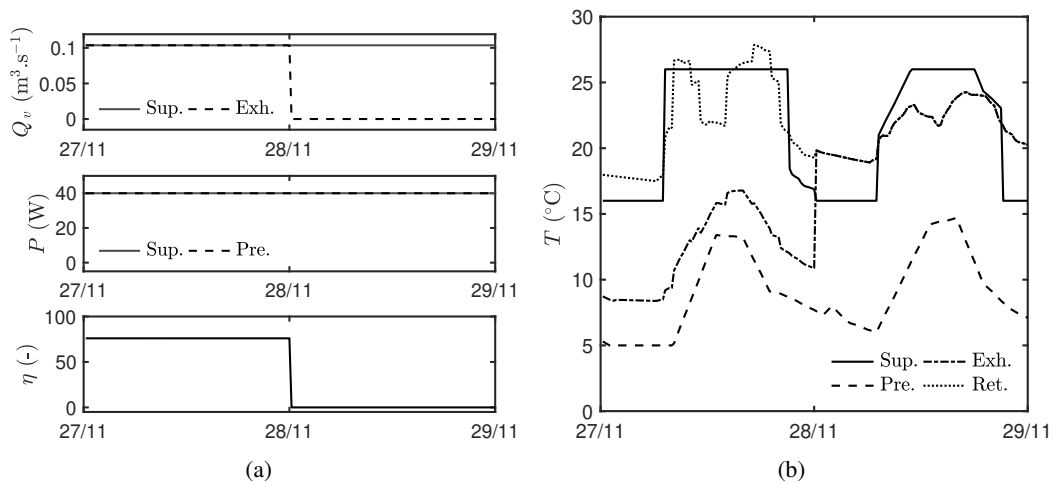 Q_v (m³.s⁻¹)
0.1
0.05
0
Sup. Exh.
27/11 28/11 29/11
P (W)
40
20
0
Sup. Pre.
27/11 28/11 29/11
η (-)
100
50
0
27/11 28/11 29/11
(a)
T (°C)
30
25
20
15
10
5
0
Sup. Exh.
Pre. Ret.
27/11 28/11 29/11
(b)